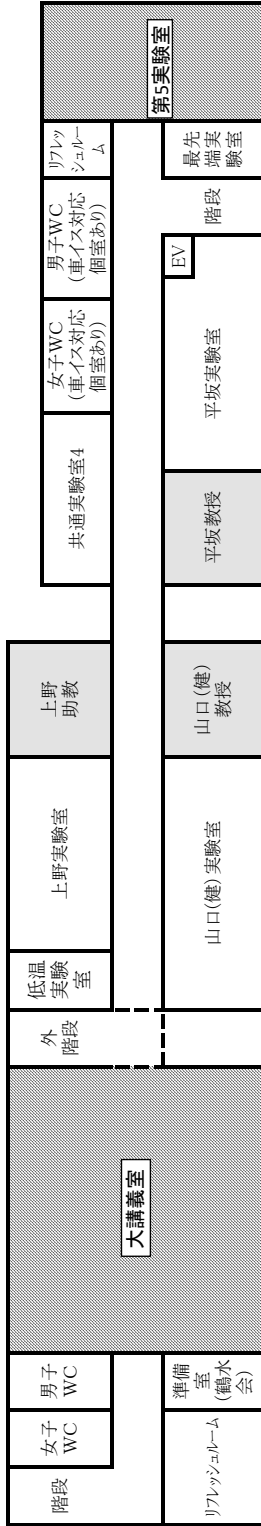 第5実験室
リフレッ
シュルー
ム
最先
端実
験室
男子WC
(車イス対応
個室あり)
階段
EV
女子WC
(車イス対応
個室あり)
平坂実験室
共通実験室4
平坂教授
上野
助教
山口(健)
教授
上野実験室
山口(健)実験室
低温
実験
室
外
階段
大講義室
男子
WC
準備
室
(鶴水
会)
女子
WC
リフレッシュルーム
階段